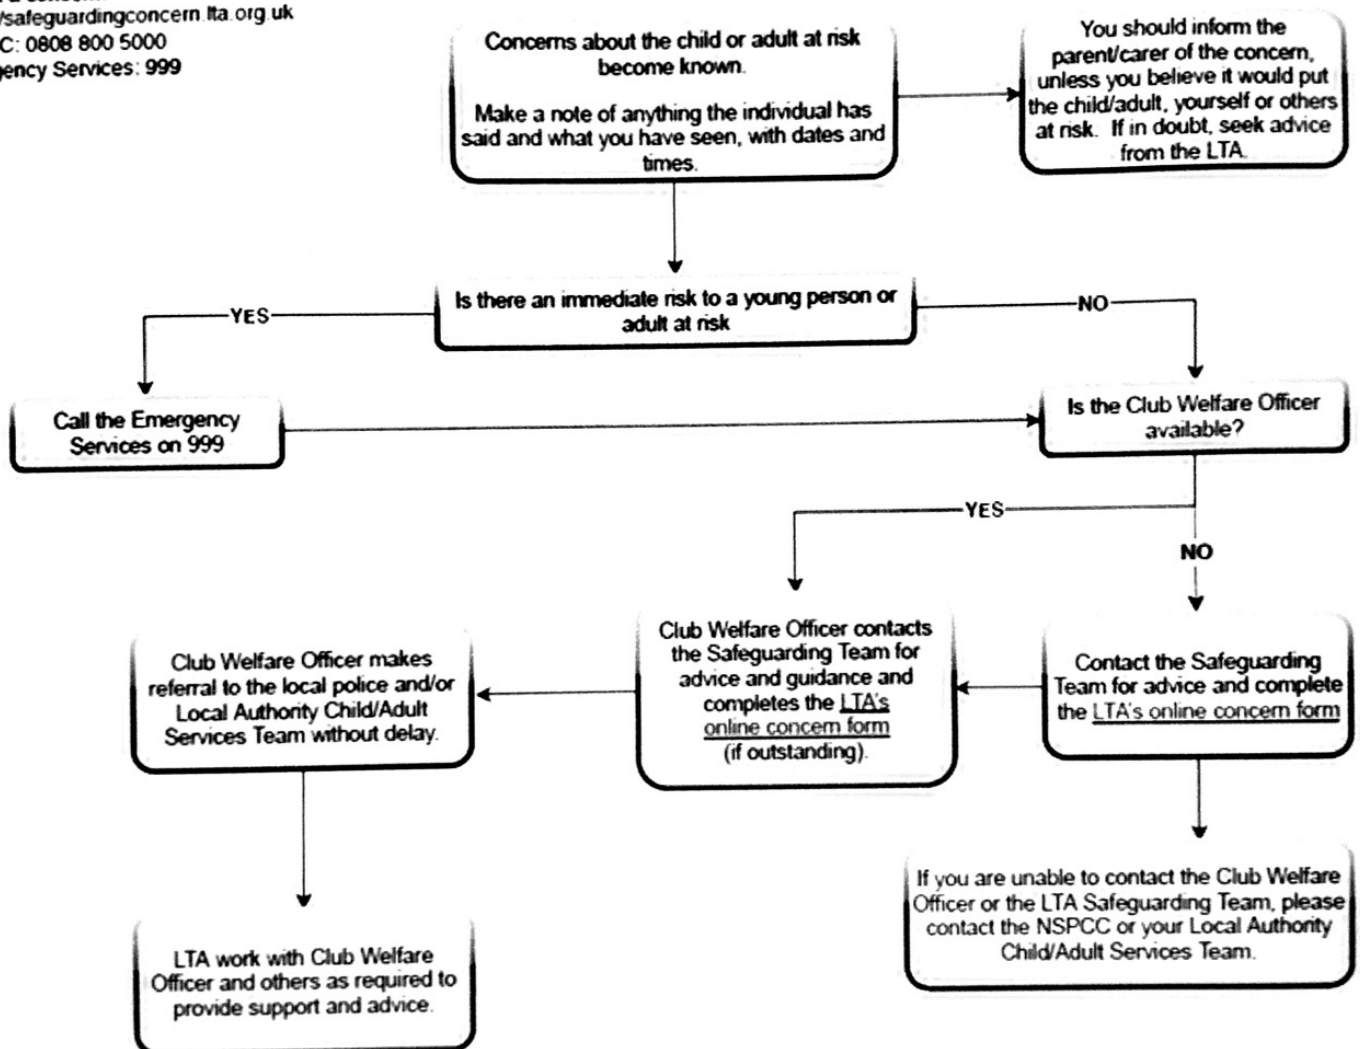 /safeguardingconcern.lta.org.uk
C: 0808 800 5000
Services: 999
Concerns about the child or adult at risk
become known.
Make a note of anything the individual has
said and what you have seen, with dates and
times.
You should inform the
parent/carer of the concern,
unless you believe it would put
the child/adult, yourself or others
at risk. If in doubt, seek advice
from the LTA.
Is there an immediate risk to a young person or
adult at risk
YES
NO
Call the Emergency
Services on 999
Is the Club Welfare Officer
available?
YES
NO
Club Welfare Officer makes
referral to the local police and/or
Local Authority Child/Adult
Services Team without delay.
Club Welfare Officer contacts
the Safeguarding Team for
advice and guidance and
completes the LTA's
online concern form
(if outstanding).
Contact the Safeguarding
Team for advice and complete
the LTA's online concern form
If you are unable to contact the Club Welfare
Officer or the LTA Safeguarding Team, please
contact the NSPCC or your Local Authority
Child/Adult Services Team.
LTA work with Club Welfare
Officer and others as required to
provide support and advice.